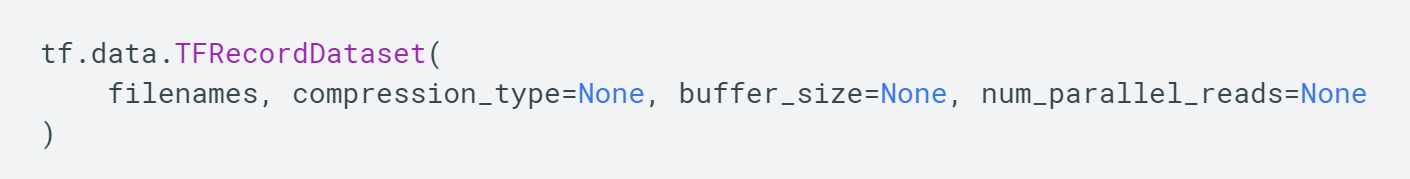 tf.data.TFRecordDataset(
    filenames, compression_type=None, buffer_size=None, num_parallel_reads=None
)